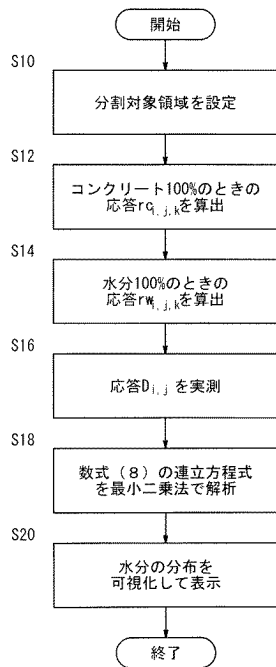 開始
S10
分割対象領域を設定
S12
コンクリート100%のときの
応答rc i,j,kを算出
S14
水分100%のときの
応答rw i,j,kを算出
S16
応答D i,jを実測
S18
数式(8)の連立方程式
を最小二乗法で解析
S20
水分の分布を
可視化して表示
終了